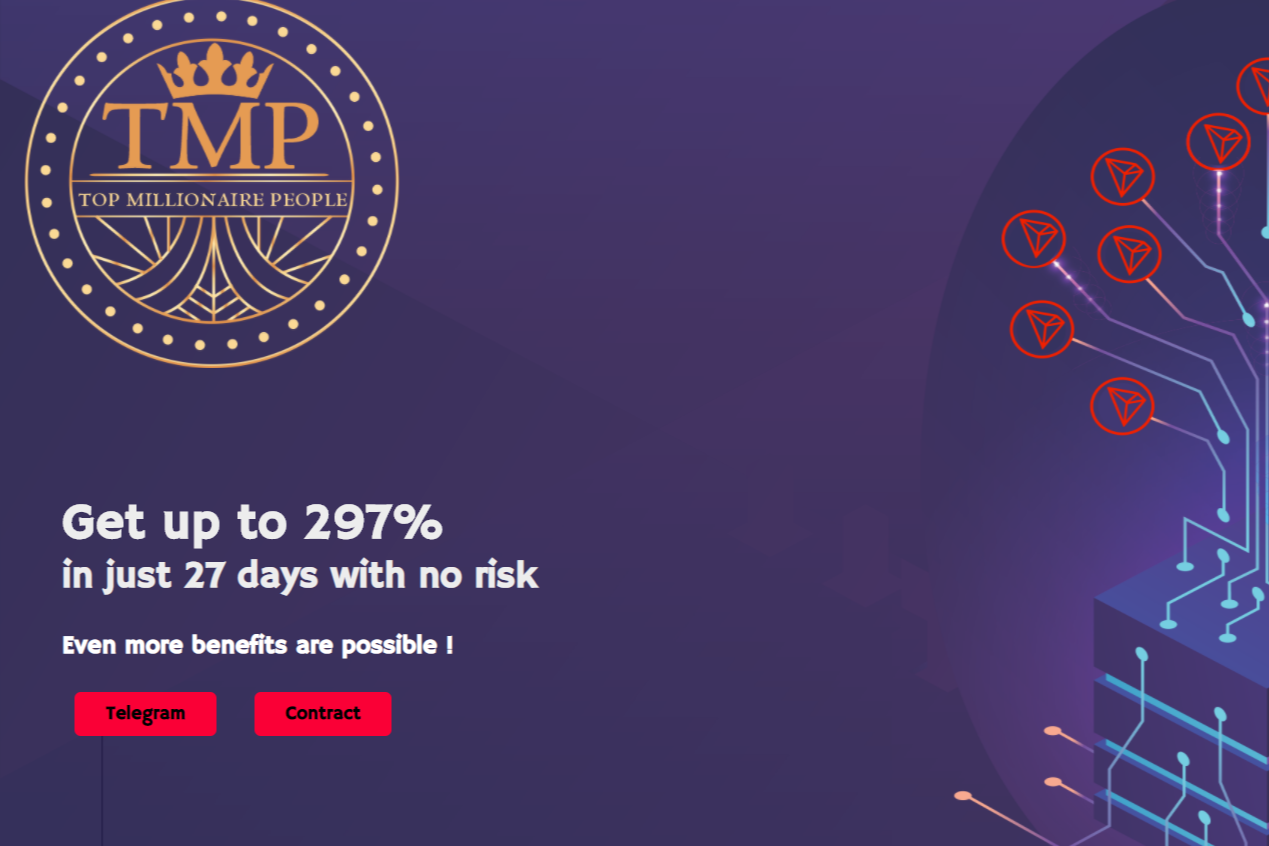 TMP
TOP MILLIONAIRE PEOPLE
Get up to 297%
in just 27 days with no risk
Even more benefits are possible !
Telegram
Contract